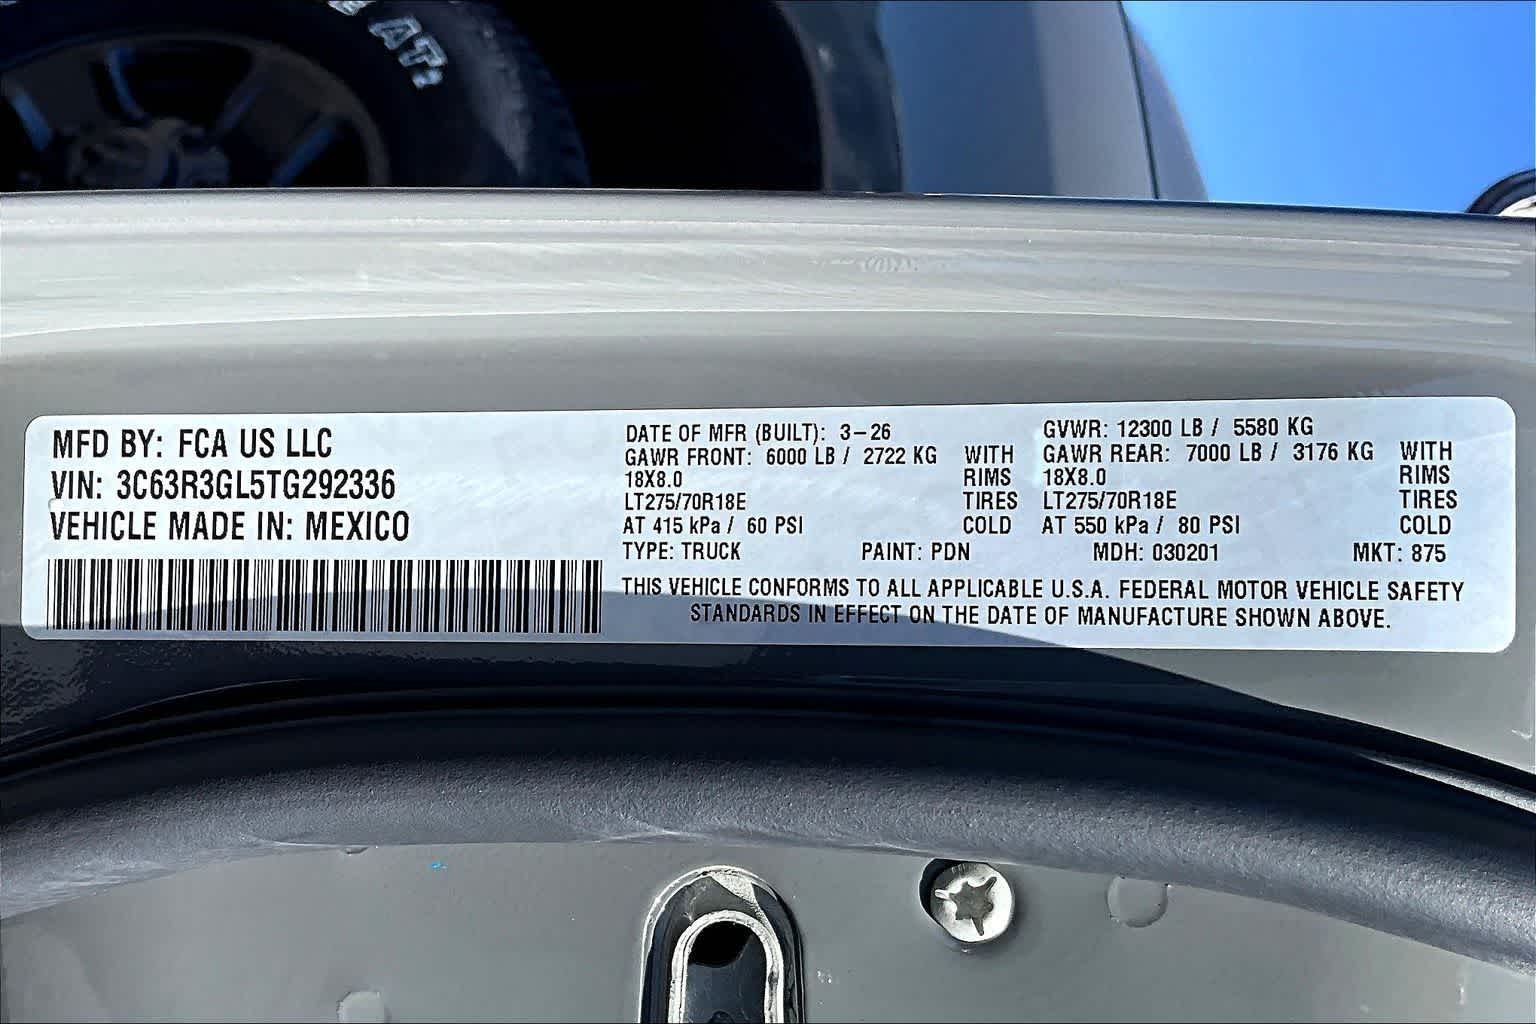 AT
MFD BY: FCA US LLC
VIN: 3C63R3GL5TG292336
VEHICLE MADE IN: MEXICO
DATE OF MFR (BUILT): 3-26
GAWR FRONT: 6000 LB / 2722 KG WITH
18X8.0 RIMS
LT275/70R18E TIRES
AT 415 kPa / 60 PSI COLD
GVWR: 12300 LB / 5580 KG
GAWR REAR: 7000 LB / 3176 KG WITH
18X8.0 RIMS
LT275/70R18E TIRES
AT 550 kPa / 80 PSI COLD
TYPE: TRUCK PAINT: PDN MDH: 030201 MKT: 875
THIS VEHICLE CONFORMS TO ALL APPLICABLE U.S.A. FEDERAL MOTOR VEHICLE SAFETY
STANDARDS IN EFFECT ON THE DATE OF MANUFACTURE SHOWN ABOVE.